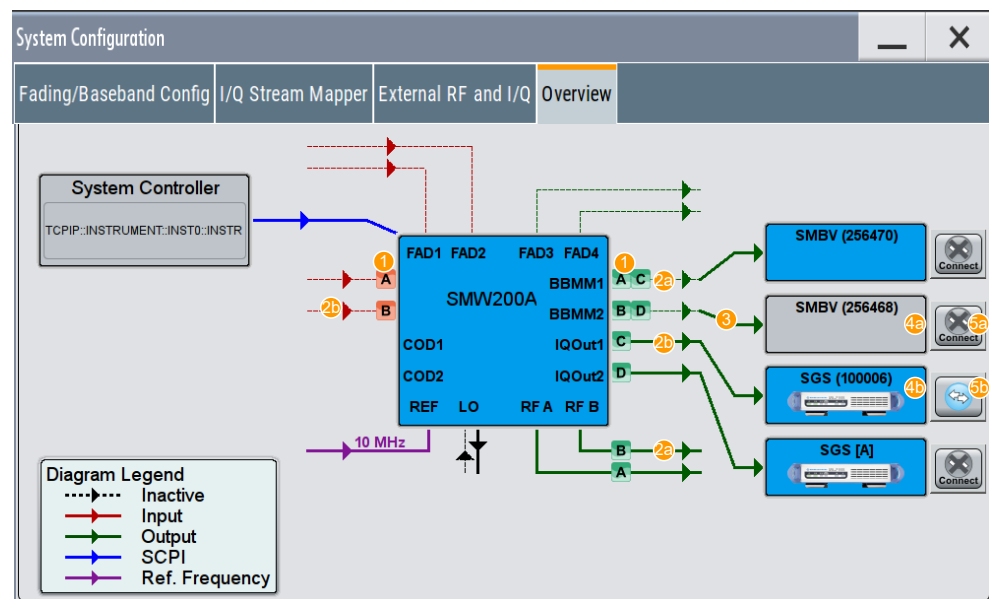 System Configuration
Fading/Baseband Config
I/Q Stream Mapper
External RF and I/Q
Overview
System Controller
TCPIP::INSTRUMENT::INST0::INSTR
FAD1 FAD2 FAD3 FAD4
1
A
2b
B
SMW200A
COD1
COD2
REF LO RF A RF B
BBMM1
BBMM2
IQOut1
IQOut2
1
A C 2a
B D
3
C 2b
D
B 2a
A
10 MHz
SMBV (256470)
Connect
SMBV (256468)
4a
5a
Connect
SGS (100006)
4b
5b
SGS [A]
Connect
Diagram Legend
Inactive
Input
Output
SCPI
Ref. Frequency